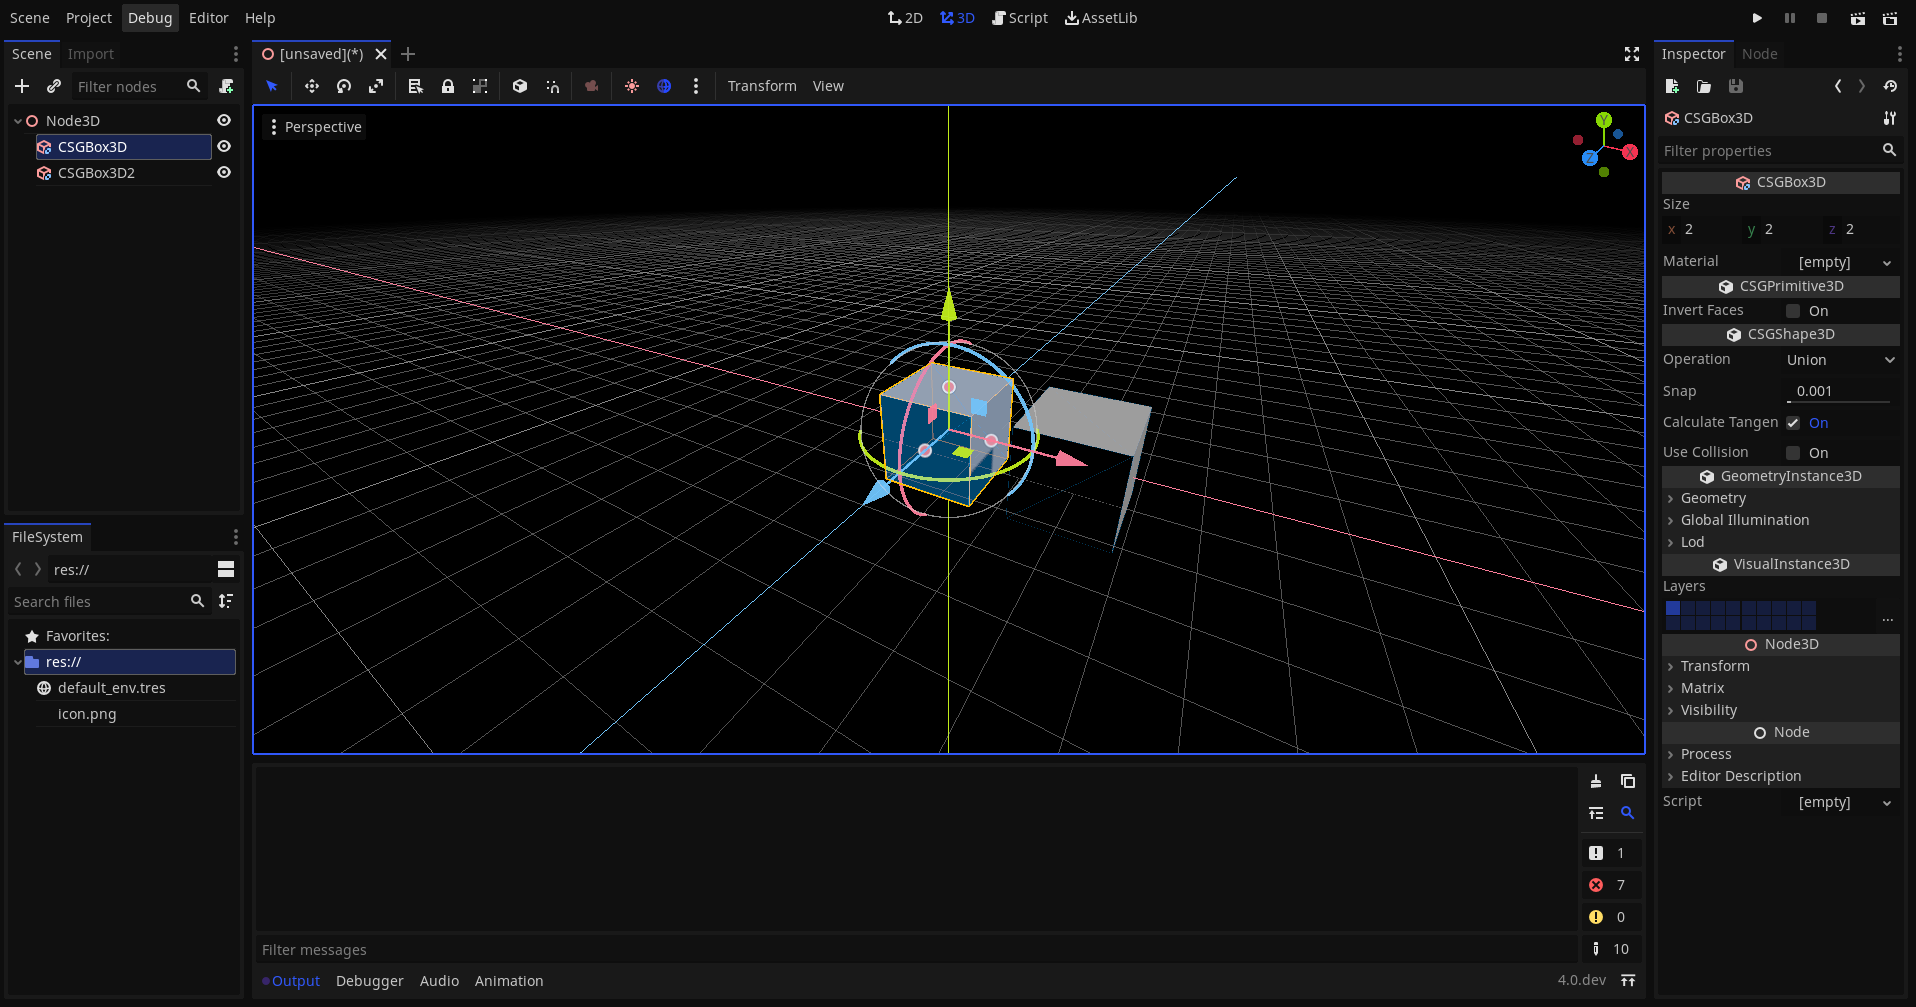 Scene Project Debug Editor Help
2D 3D Script AssetLib
Scene Import
Filter nodes
Node3D
CSGBox3D
CSGBox3D2
FileSystem
res://
Search files
Favorites:
res://
default_env.tres
icon.png
[unsaved](*)
Transform View
Perspective
Y
X
Z
Filter messages
1
7
0
10
Output Debugger Audio Animation
4.0.dev
Inspector Node
CSGBox3D
Filter properties
CSGBox3D
Size
x 2 y 2 z 2
Material [empty]
CSGPrimitive3D
Invert Faces On
CSGShape3D
Operation Union
Snap 0.001
Calculate Tangen On
Use Collision On
GeometryInstance3D
Geometry
Global Illumination
Lod
VisualInstance3D
Layers
...
Node3D
Transform
Matrix
Visibility
Node
Process
Editor Description
Script [empty]